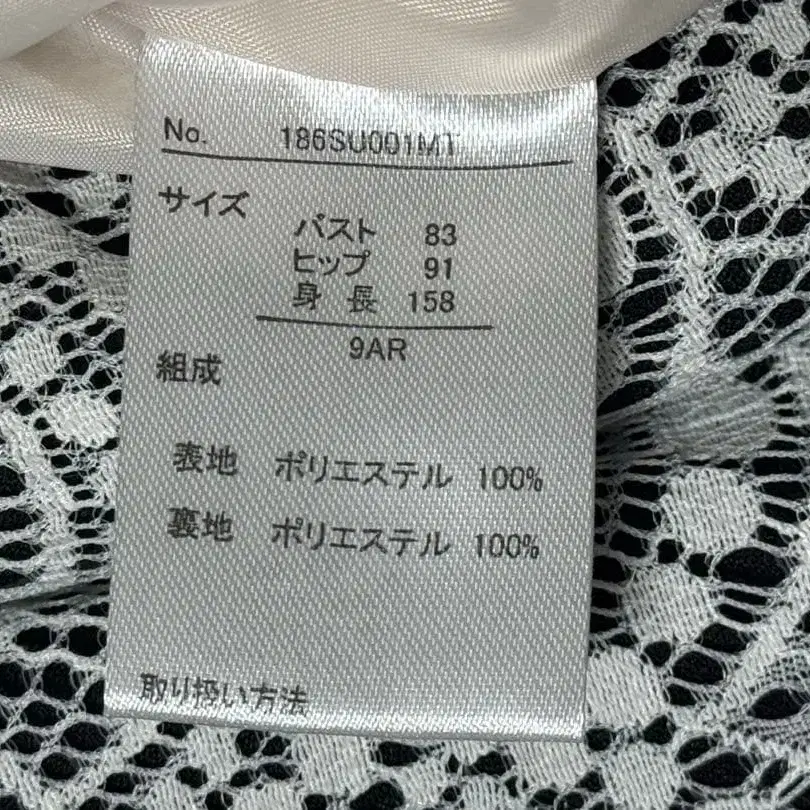 No. 186SU001MT
サイズ
バスト 83
ヒップ 91
身長 158
9AR
組成
表地 ポリエステル 100%
裏地 ポリエステル 100%
取り扱い方法